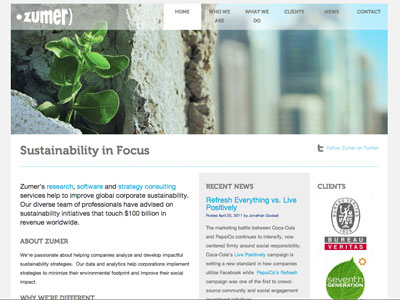 zumer)
HOME
WHO WE ARE
WHAT WE DO
CLIENTS
NEWS
CONTACT
Sustainability in Focus
Follow Zumer on Twitter
Zumer's research, software and strategy consulting
services help to improve global corporate sustainability.
Our diverse team of professionals have advised on
sustainability initiatives that touch $100 billion in
revenue worldwide.
ABOUT ZUMER
We're passionate about helping companies analyze and develop impactful
sustainability strategies. Our data and analytics help corporations implement
strategies to minimize their environmental footprint and improve their social
impact.
WHY WE'RE DIFFERENT
RECENT NEWS
Refresh Everything vs. Live
Positively
Posted April 20, 2011 by Jonathan Goodall
The marketing battle between Coca-Cola
and PepsiCo continues to intensify, now
centered firmly around social responsibility.
Coca-Cola's Live Positively campaign is
setting a new standard in how companies
utilize Facebook while PepsiCo's Refresh
campaign was one of the first to crowd-
source community and social engagement
CLIENTS
BUREAU
VERITAS
seventh
GENERATION